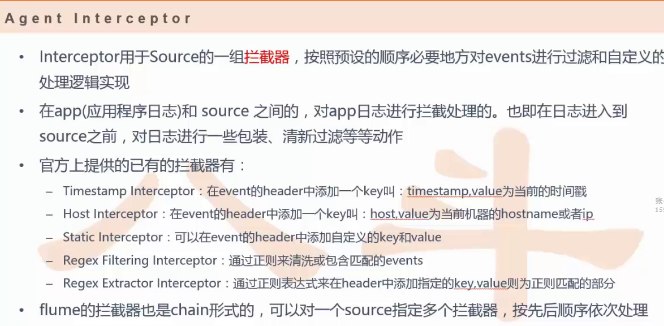 Agent Interceptor
• Interceptor用于Source的一组拦截器，按照预设的顺序必要地方对events进行过滤和自定义的
处理逻辑实现
• 在app(应用程序日志)和 source 之间的，对app日志进行拦截处理的。也即在日志进入到
source之前，对日志进行一些包装、清新过滤等等动作
• 官方上提供的已有的拦截器有：
– Timestamp Interceptor：在event的header中添加一个key叫：timestamp,value为当前的时间戳
– Host Interceptor：在event的header中添加一个key叫：host,value为当前机器的hostname或者ip
– Static Interceptor：可以在event的header中添加自定义的key和value
– Regex Filtering Interceptor：通过正则来清洗或包含匹配的events
– Regex Extractor Interceptor：通过正则表达式来在header中添加指定的key,value则为正则匹配的部分
• flume的拦截器也是chain形式的，可以对一个source指定多个拦截器，按先后顺序依次处理
八斗